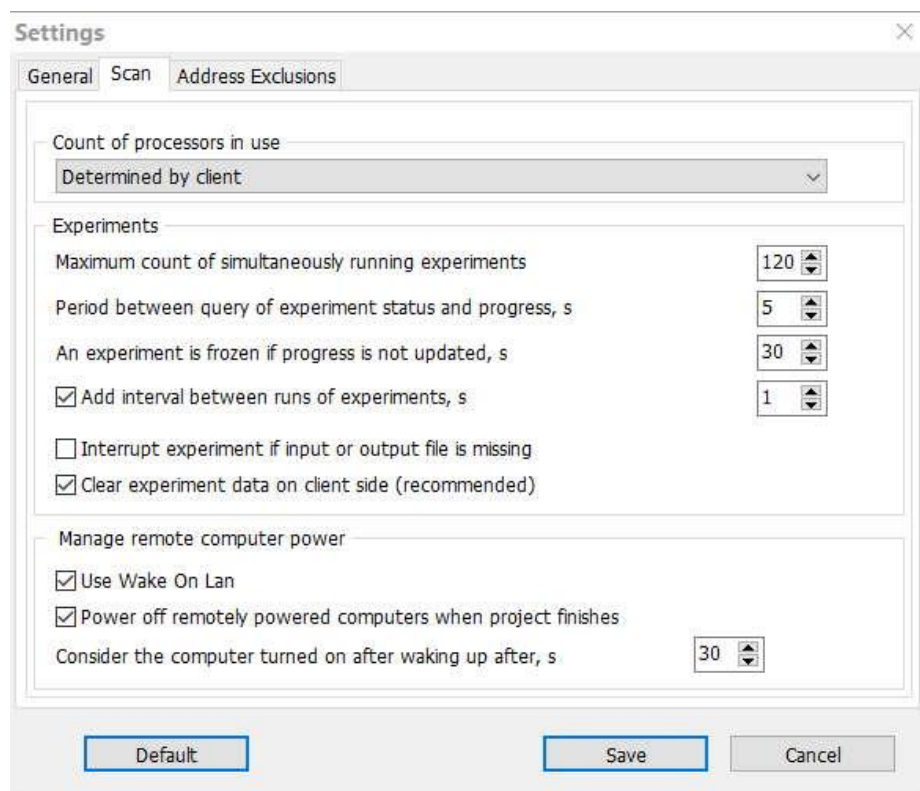 Settings
General Scan Address Exclusions
Count of processors in use
Determined by client
Experiments
Maximum count of simultaneously running experiments 120
Period between query of experiment status and progress, s 5
An experiment is frozen if progress is not updated, s 30
Add interval between runs of experiments, s 1
Interrupt experiment if input or output file is missing
Clear experiment data on client side (recommended)
Manage remote computer power
Use Wake On Lan
Power off remotely powered computers when project finishes
Consider the computer turned on after waking up after, s 30
Default Save Cancel